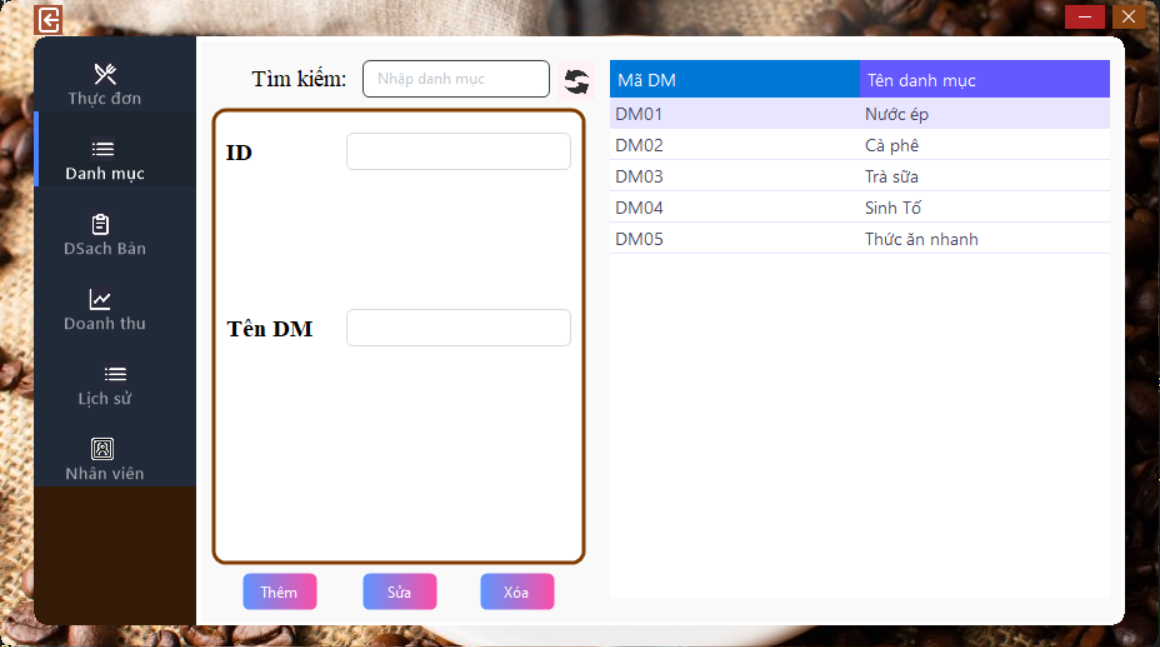 Thực đơn
Danh mục
DSach Bàn
Doanh thu
Lịch sử
Nhân viên
Tìm kiếm: Nhập danh mục
ID
Tên DM
Thêm Sửa Xóa
Mã DM Tên danh mục
DM01 Nước ép
DM02 Cà phê
DM03 Trà sữa
DM04 Sinh Tố
DM05 Thức ăn nhanh